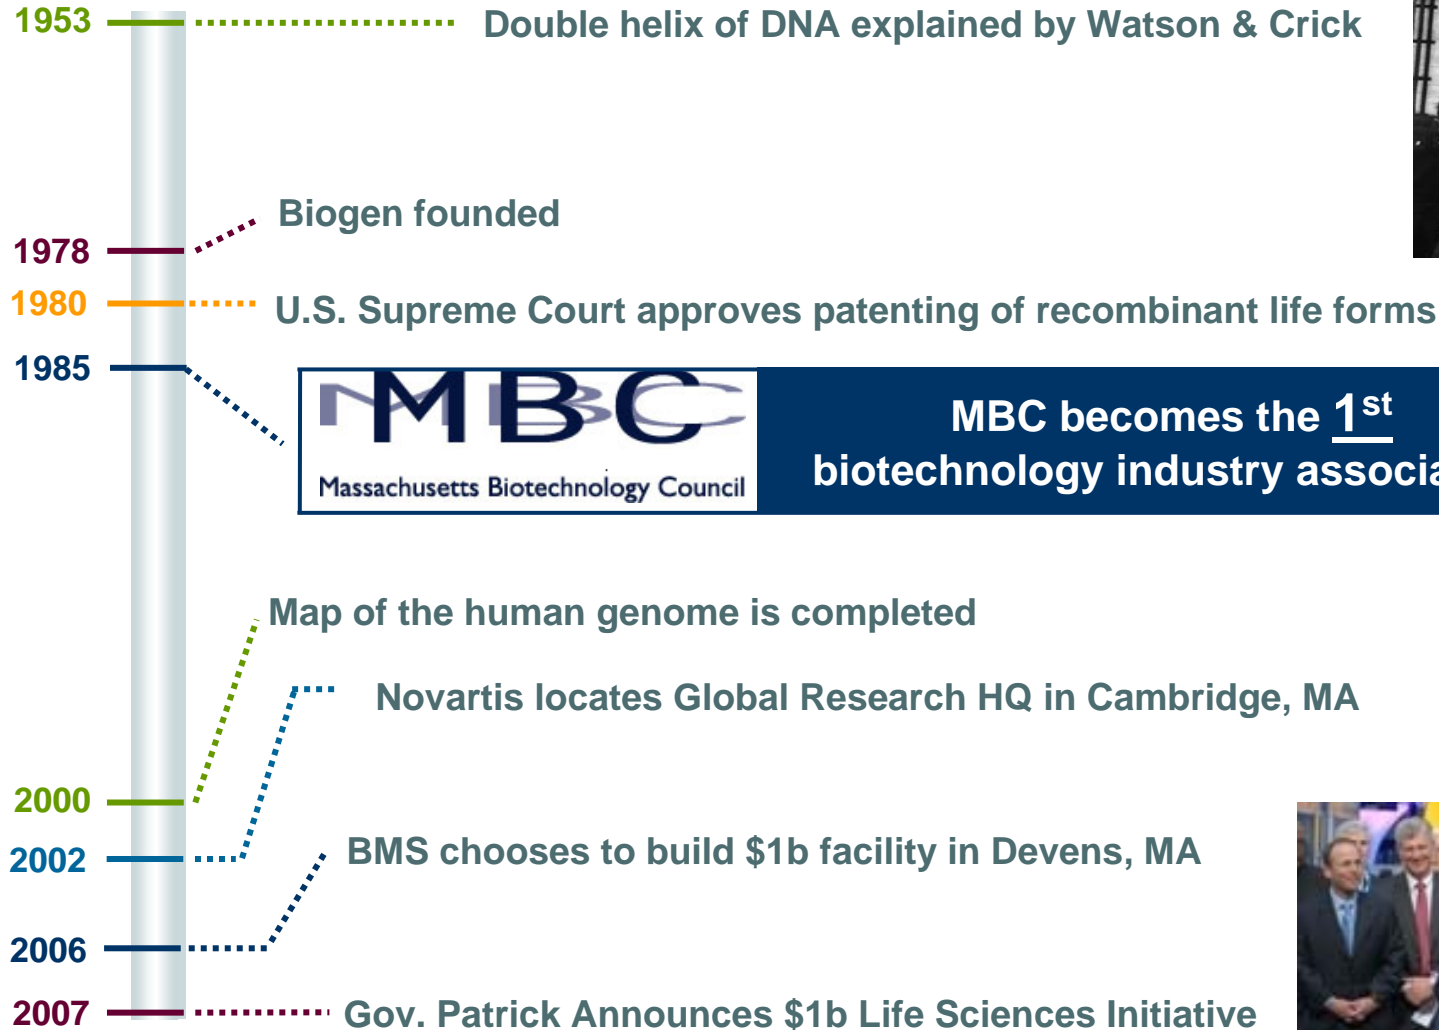 1953 Double helix of DNA explained by Watson & Crick
Biogen founded
1978
1980 U.S. Supreme Court approves patenting of recombinant life forms
1985
MBC
Massachusetts Biotechnology Council
MBC becomes the 1st
biotechnology industry associa
Map of the human genome is completed
Novartis locates Global Research HQ in Cambridge, MA
2000
2002
BMS chooses to build $1b facility in Devens, MA
2006
2007 Gov. Patrick Announces $1b Life Sciences Initiative